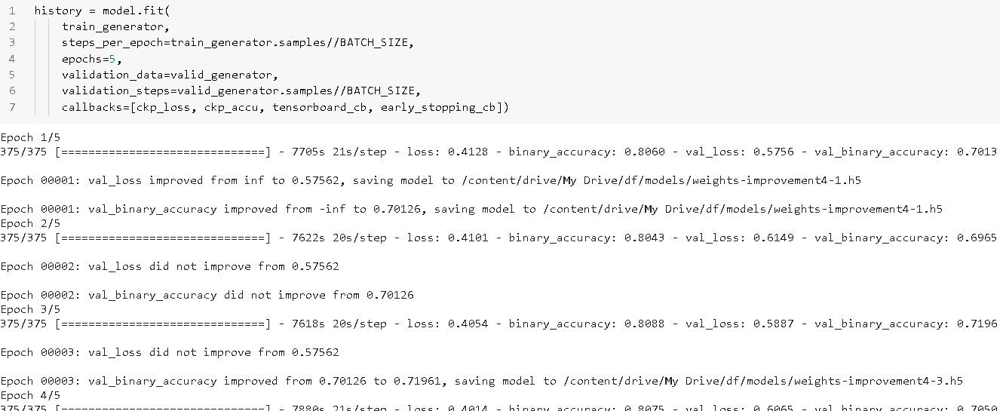 1 history = model.fit(
2 train_generator,
3 steps_per_epoch=train_generator.samples//BATCH_SIZE,
4 epochs=5,
5 validation_data=valid_generator,
6 validation_steps=valid_generator.samples//BATCH_SIZE,
7 callbacks=[ckp_loss, ckp_accu, tensorboard_cb, early_stopping_cb])
Epoch 1/5
375/375 [==============================] - 7705s 21s/step - loss: 0.4128 - binary_accuracy: 0.8060 - val_loss: 0.5756 - val_binary_accuracy: 0.7013
Epoch 00001: val_loss improved from inf to 0.57562, saving model to /content/drive/My Drive/df/models/weights-improvement4-1.h5
Epoch 00001: val_binary_accuracy improved from -inf to 0.70126, saving model to /content/drive/My Drive/df/models/weights-improvement4-1.h5
Epoch 2/5
375/375 [==============================] - 7622s 20s/step - loss: 0.4101 - binary_accuracy: 0.8043 - val_loss: 0.6149 - val_binary_accuracy: 0.6965
Epoch 00002: val_loss did not improve from 0.57562
Epoch 00002: val_binary_accuracy did not improve from 0.70126
Epoch 3/5
375/375 [==============================] - 7618s 20s/step - loss: 0.4054 - binary_accuracy: 0.8088 - val_loss: 0.5887 - val_binary_accuracy: 0.7196
Epoch 00003: val_loss did not improve from 0.57562
Epoch 00003: val_binary_accuracy improved from 0.70126 to 0.71961, saving model to /content/drive/My Drive/df/models/weights-improvement4-3.h5
Epoch 4/5
375/375 [==============================] - 7880s 21s/step - loss: 0.4014 - binary_accuracy: 0.8075 - val_loss: 0.6065 - val_binary_accuracy: 0.7050